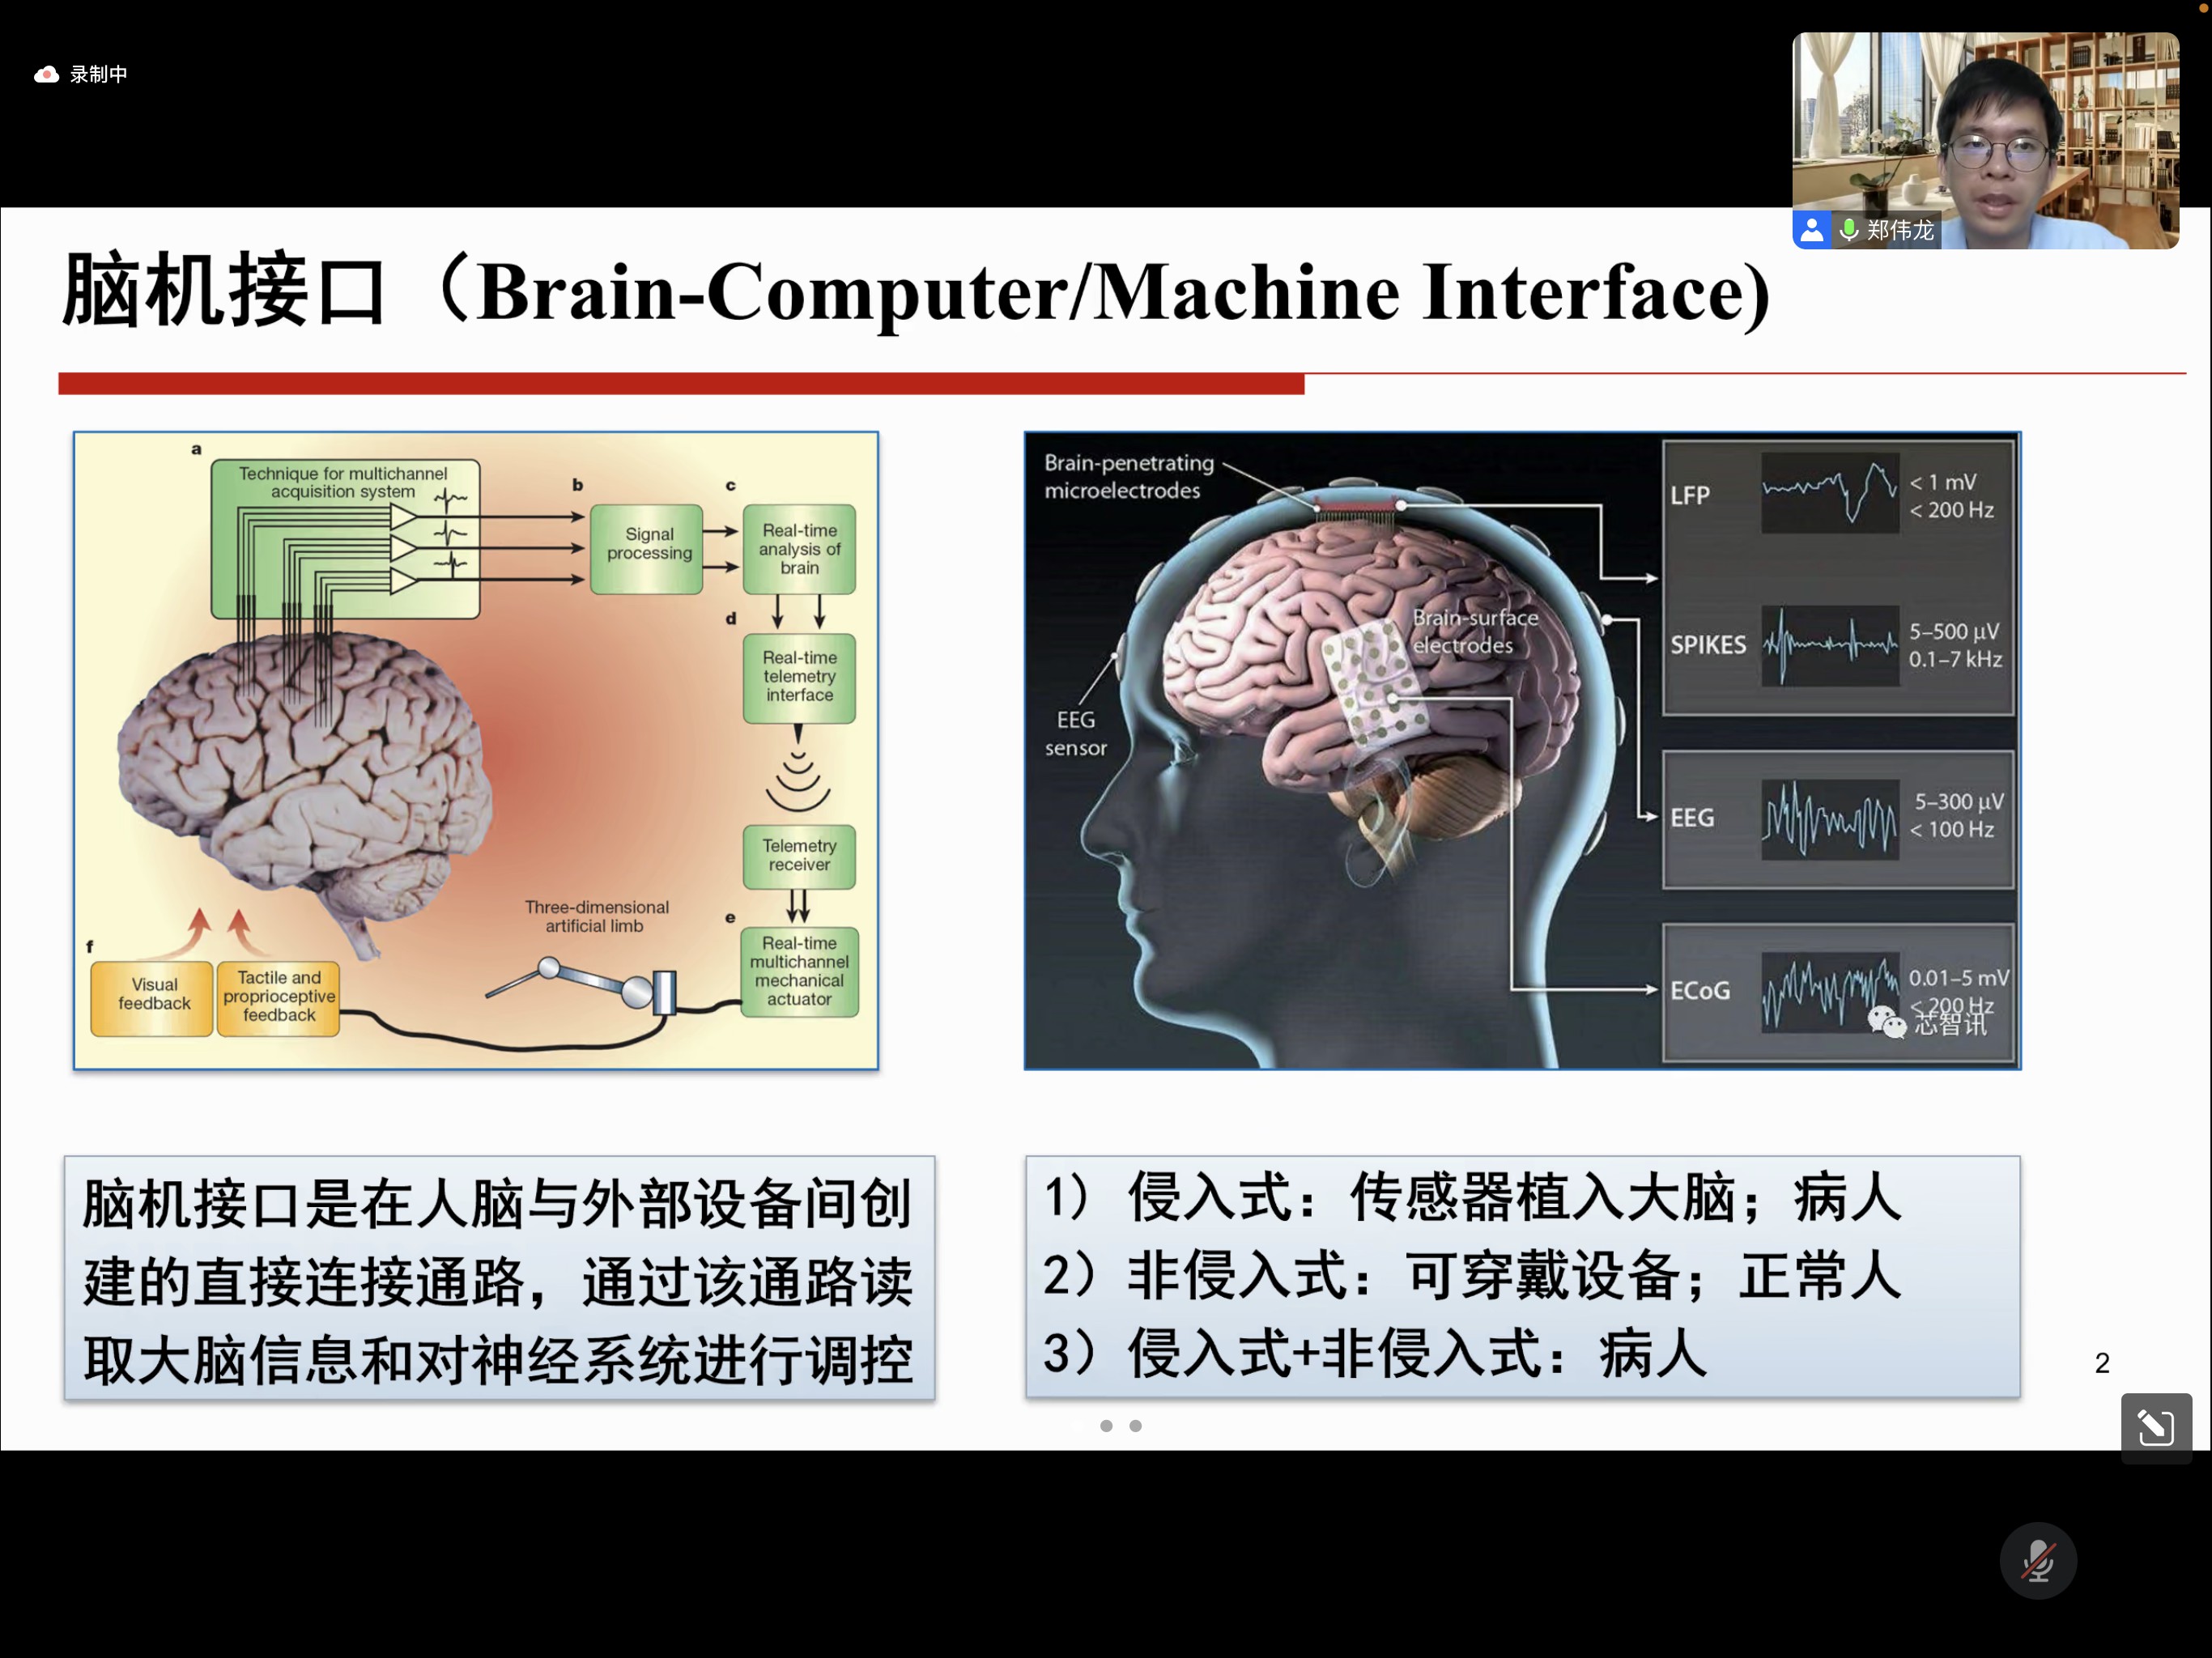 录制中
郑伟龙
脑机接口（Brain-Computer/Machine Interface)
a
Technique for multichannel
acquisition system
b
Signal
processing
c
Real-time
analysis of
brain
d
Real-time
telemetry
interface
Telemetry
receiver
e
Real-time
multichannel
mechanical
actuator
Three-dimensional
artificial limb
f
Visual
feedback
Tactile and
proprioceptive
feedback
Brain-penetrating
microelectrodes
Brain-surface
electrodes
EEG
sensor
LFP
< 1 mV
< 200 Hz
SPIKES
5–500 µV
0.1–7 kHz
EEG
5–300 µV
< 100 Hz
ECoG
0.01–5 mV
< 200 Hz
芯智讯
脑机接口是在人脑与外部设备间创
建的直接连接通路，通过该通路读
取大脑信息和对神经系统进行调控
1） 侵入式：传感器植入大脑；病人
2）非侵入式：可穿戴设备；正常人
3）侵入式+非侵入式：病人
2